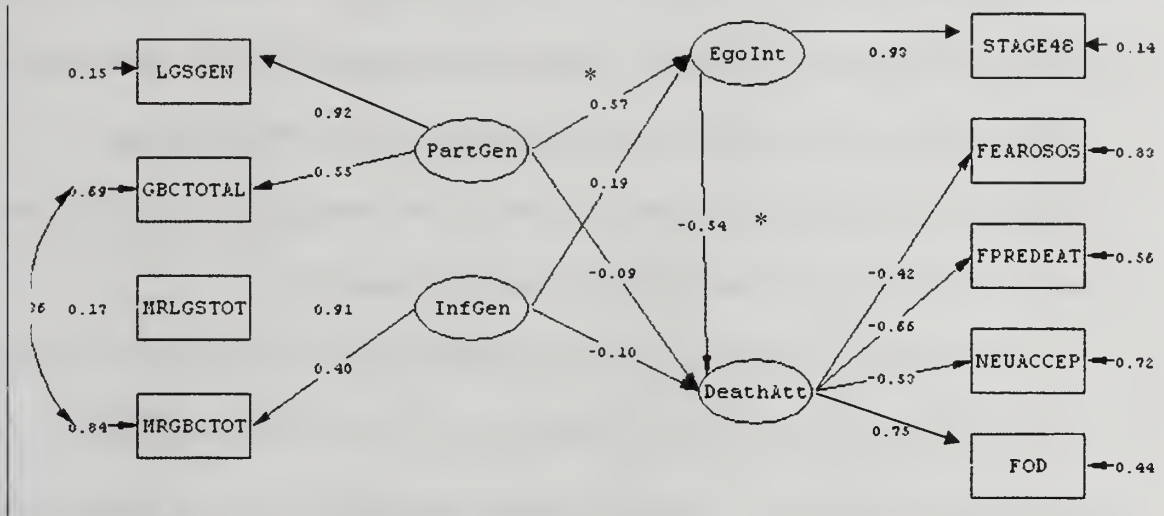 EgoInt
0.93
STAGE48
0.14
0.15
LGSGEN
*
0.57
0.92
PartGen
FEAROSOS
0.83
0.69
GBCTOTAL
0.55
0.19
-0.54
*
FPREDEAT
0.56
-0.09
-0.42
0.17
MRLGSTOT
0.91
InfGen
-0.66
-0.10
NEUACCEP
0.72
0.40
-0.53
DeathAtt
0.84
MRGBCTOT
0.75
FOD
0.44